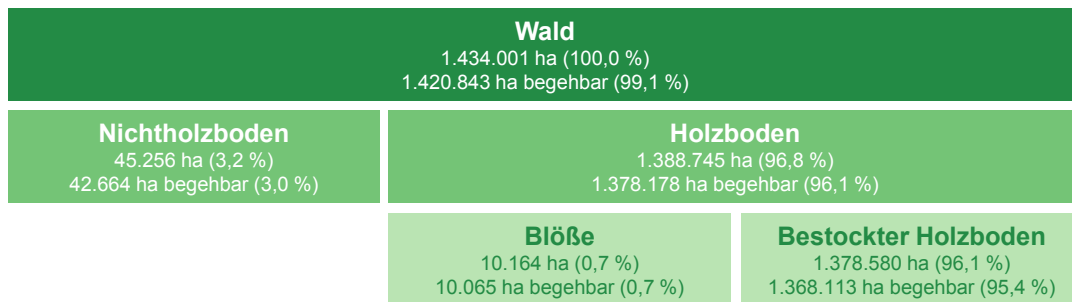 Wald
1.434.001 ha (100,0 %)
1.420.843 ha begehbar (99,1 %)
Nichtholzboden
45.256 ha (3,2 %)
42.664 ha begehbar (3,0 %)
Holzboden
1.388.745 ha (96,8 %)
1.378.178 ha begehbar (96,1 %)
Blöße
10.164 ha (0,7 %)
10.065 ha begehbar (0,7 %)
Bestockter Holzboden
1.378.580 ha (96,1 %)
1.368.113 ha begehbar (95,4 %)